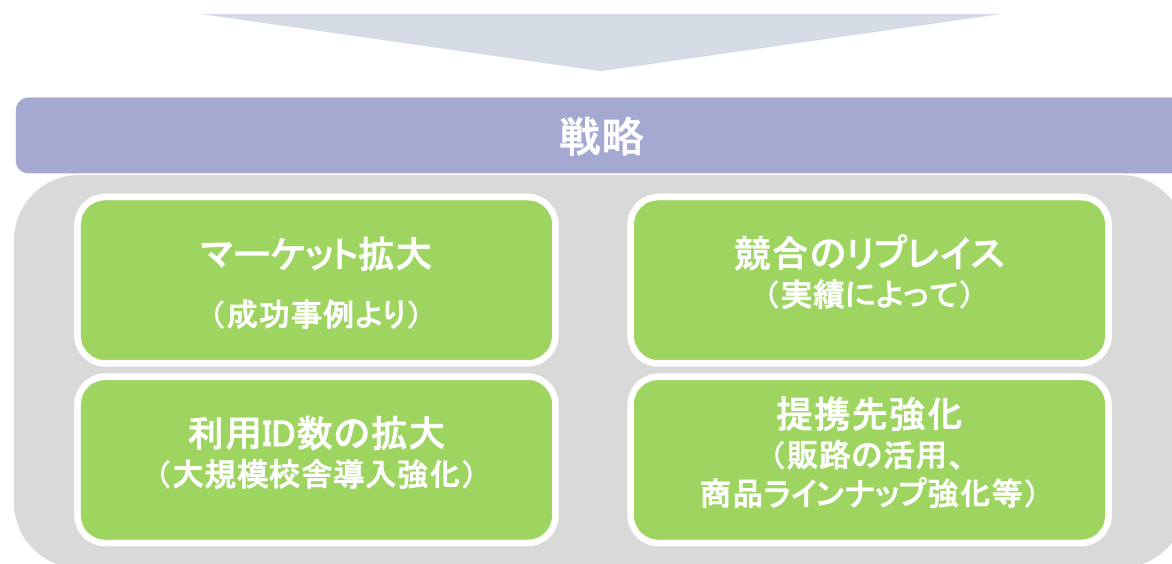 戦略
マーケット拡大
（成功事例より）
競合のリプレイス
（実績によって）
利用ID数の拡大
（大規模校舎導入強化）
提携先強化
（販路の活用、
商品ラインナップ強化等）